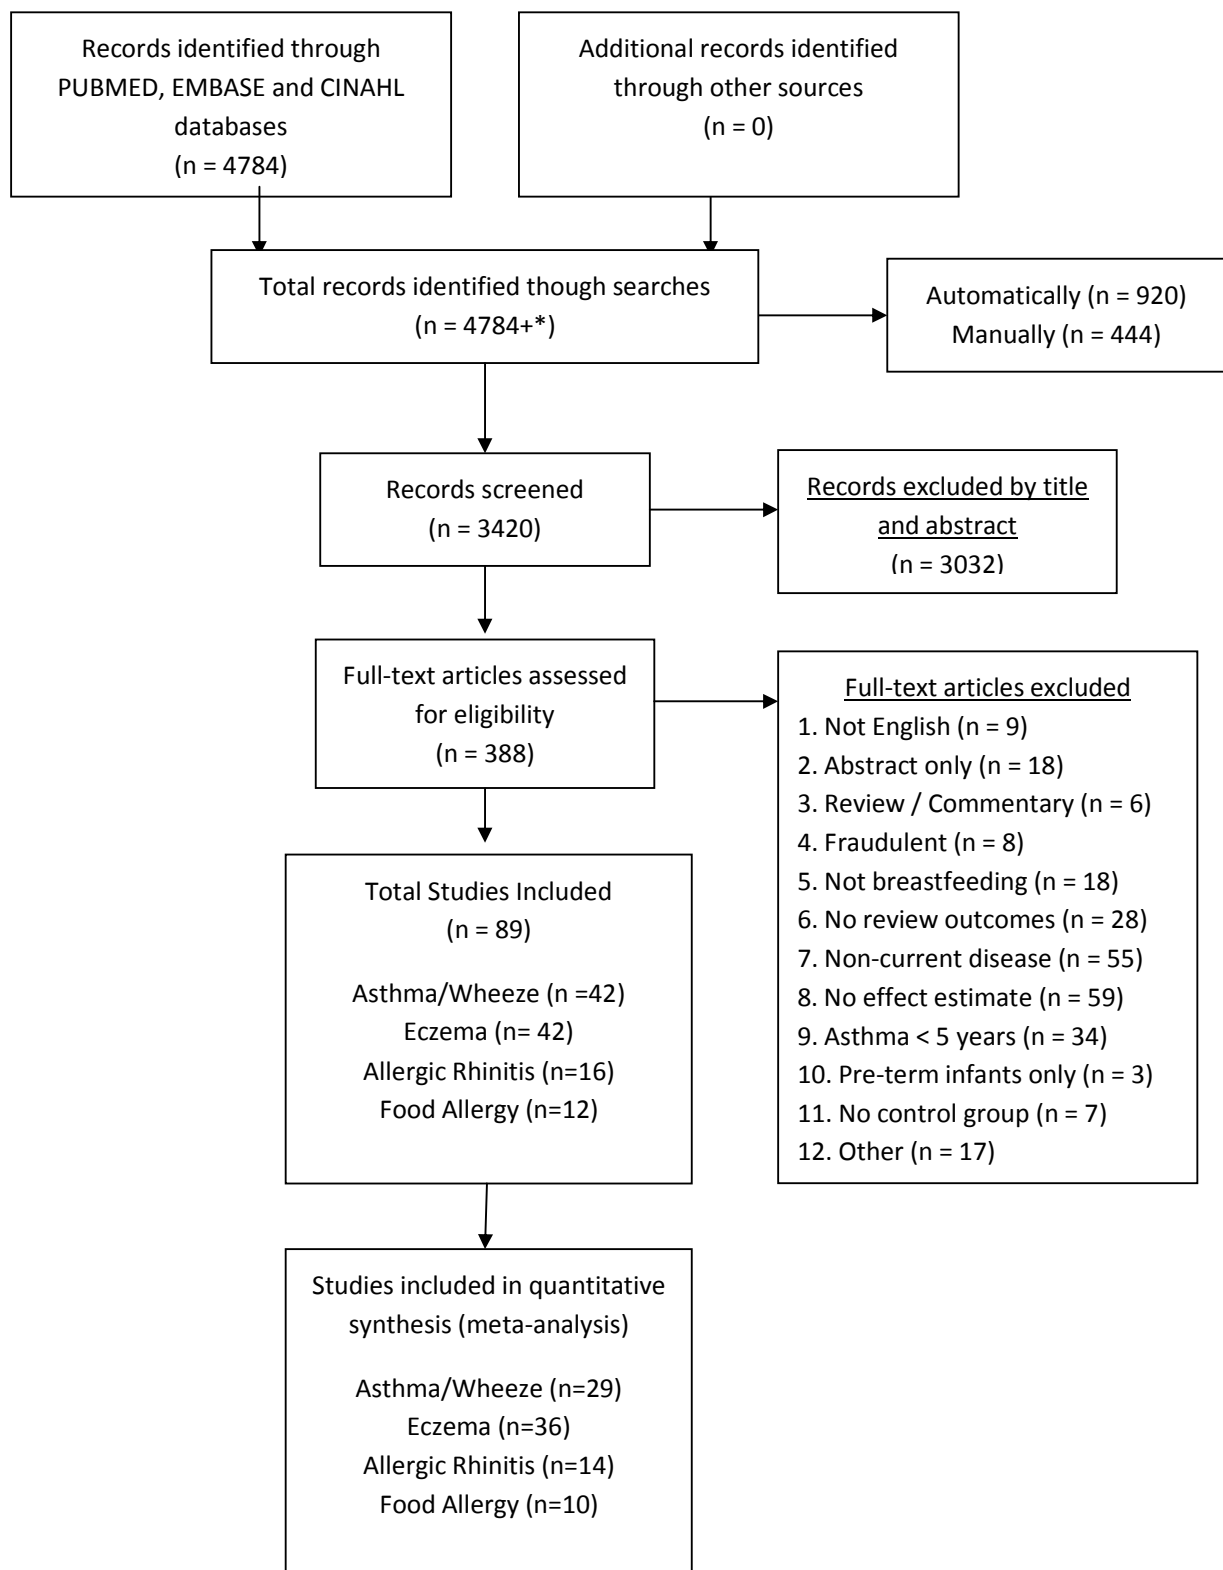 Records identified through
PUBMED, EMBASE and CINAHL
databases
(n = 4784)
Additional records identified
through other sources
(n = 0)
Total records identified though searches
(n = 4784+*)
Automatically (n = 920)
Manually (n = 444)
Records screened
(n = 3420)
Records excluded by title
and abstract
(n = 3032)
Full-text articles assessed
for eligibility
(n = 388)
Full-text articles excluded
1. Not English (n = 9)
2. Abstract only (n = 18)
3. Review / Commentary (n = 6)
4. Fraudulent (n = 8)
5. Not breastfeeding (n = 18)
6. No review outcomes (n = 28)
7. Non-current disease (n = 55)
8. No effect estimate (n = 59)
9. Asthma < 5 years (n = 34)
10. Pre-term infants only (n = 3)
11. No control group (n = 7)
12. Other (n = 17)
Total Studies Included
(n = 89)
Asthma/Wheeze (n =42)
Eczema (n= 42)
Allergic Rhinitis (n=16)
Food Allergy (n=12)
Studies included in quantitative
synthesis (meta-analysis)
Asthma/Wheeze (n=29)
Eczema (n=36)
Allergic Rhinitis (n=14)
Food Allergy (n=10)